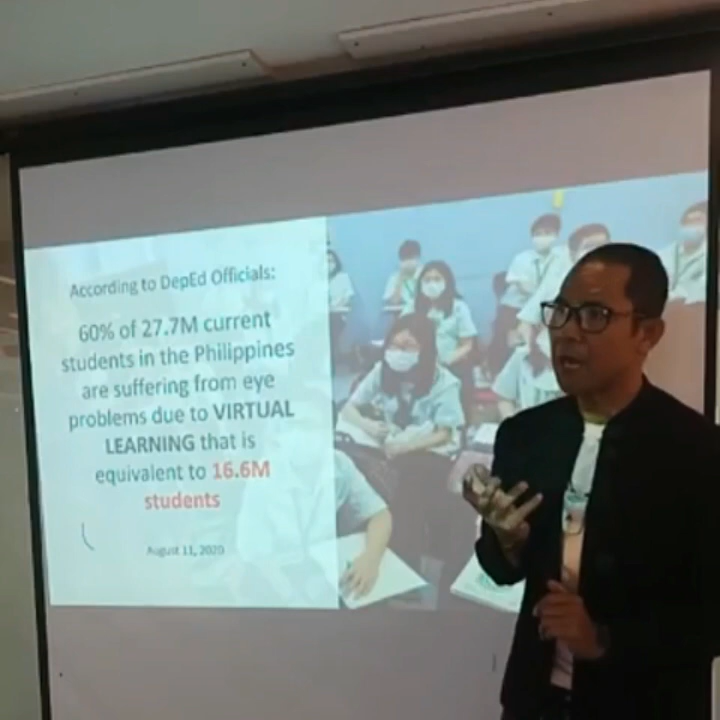 According to DepEd Officials:
60% of 27.7M current
students in the Philippines
are suffering from eye
problems due to VIRTUAL
LEARNING that is
equivalent to 16.6M
students
August 11, 2020